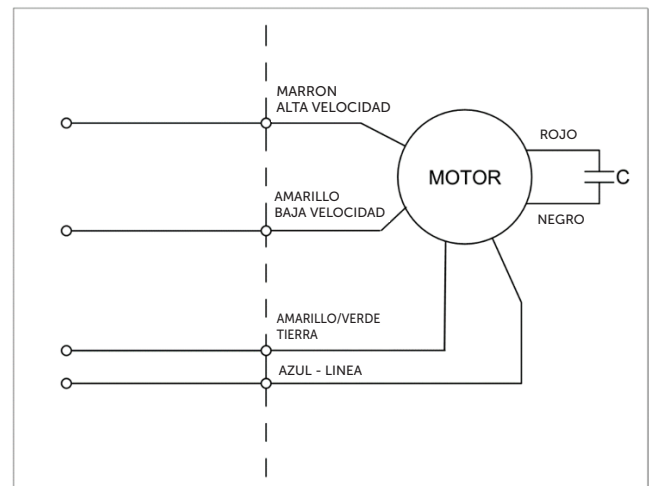 MARRON
ALTA VELOCIDAD
ROJO
MOTOR
C
AMARILLO
BAJA VELOCIDAD
NEGRO
AMARILLO/VERDE
TIERRA
AZUL - LINEA